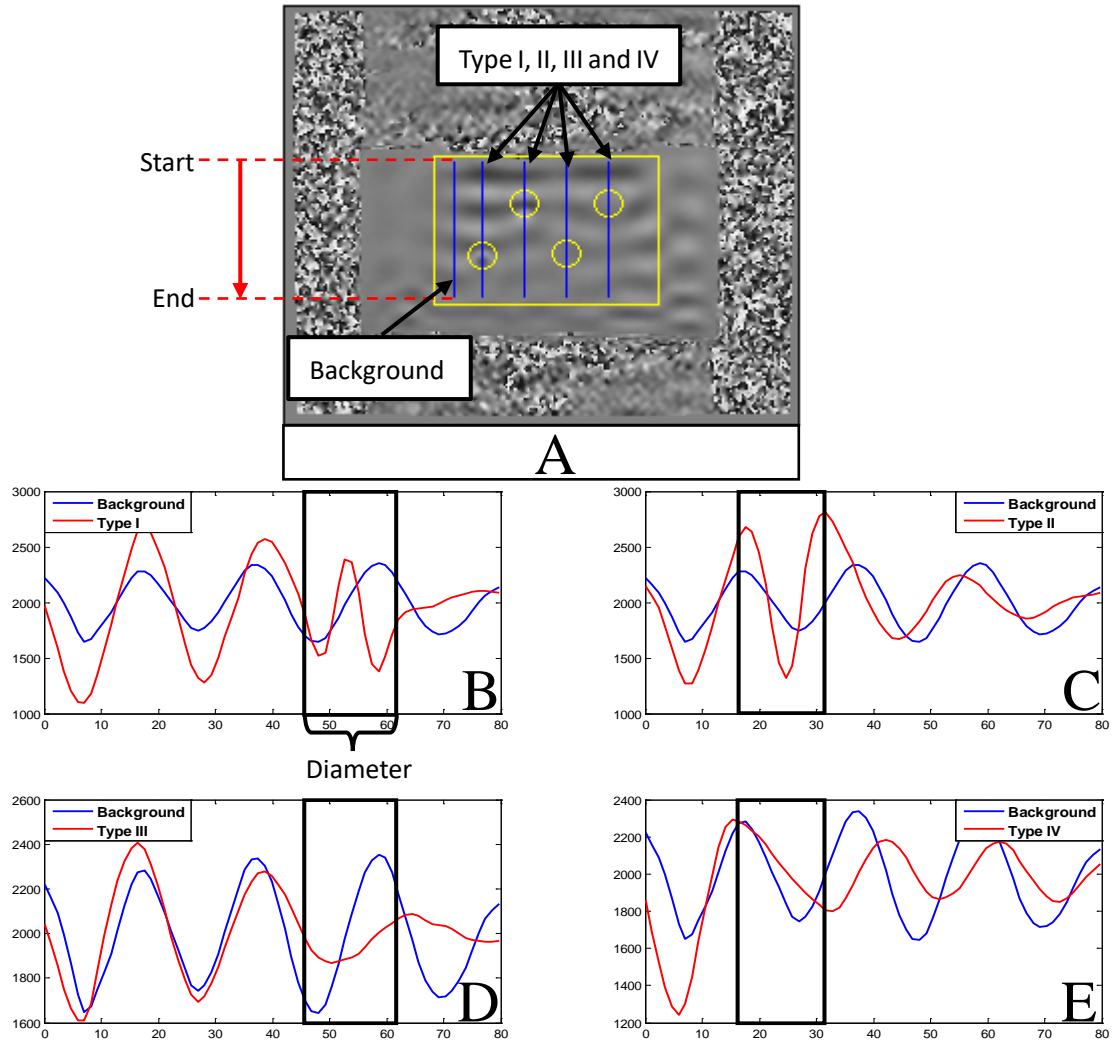 Type I, II, III and IV
Start
End
Background
A
3000
2500
2000
1500
1000
0 10 20 30 40 50 60 70 80
Background
Type I
B
Diameter
3000
2500
2000
1500
1000
0 10 20 30 40 50 60 70 80
Background
Type II
C
2600
2400
2200
2000
1800
1600
0 10 20 30 40 50 60 70 80
Background
Type III
D
2400
2200
2000
1800
1600
1400
1200
0 10 20 30 40 50 60 70 80
Background
Type IV
E